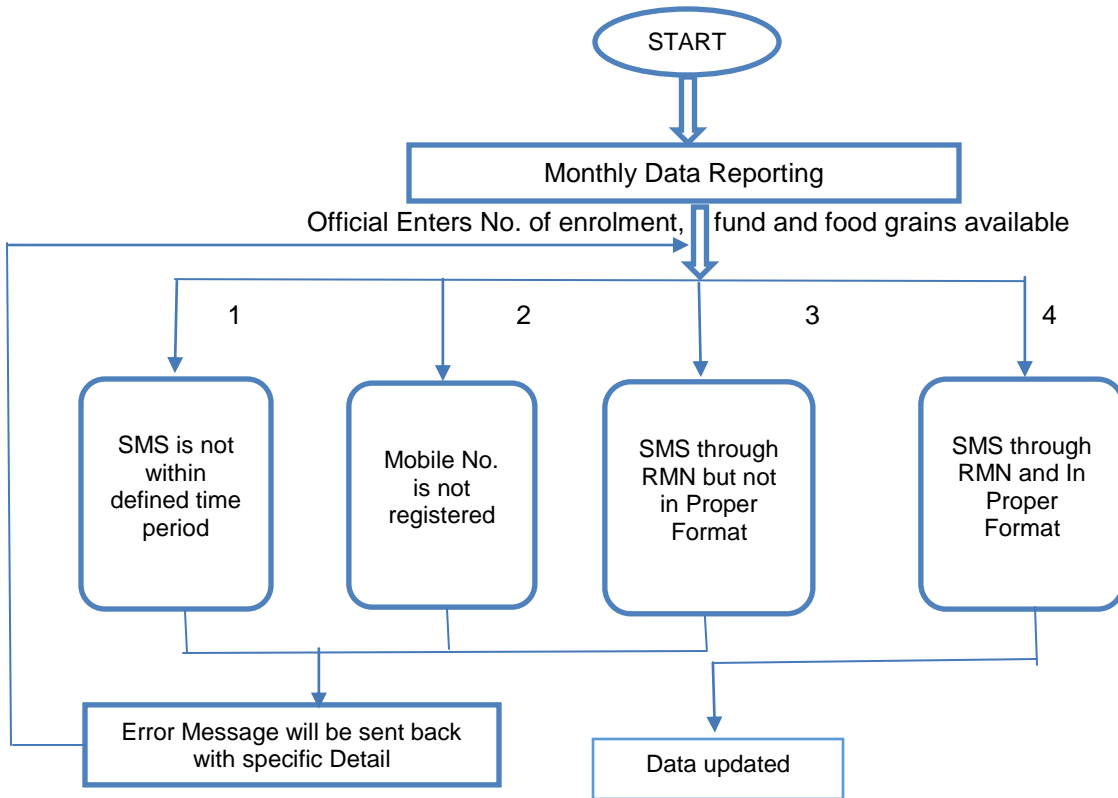 START
Monthly Data Reporting
Official Enters No. of enrolment, fund and food grains available
1
2
3
4
SMS is not
within
defined time
period
Mobile No.
is not
registered
SMS through
RMN but not
in Proper
Format
SMS through
RMN and In
Proper
Format
Error Message will be sent back
with specific Detail
Data updated